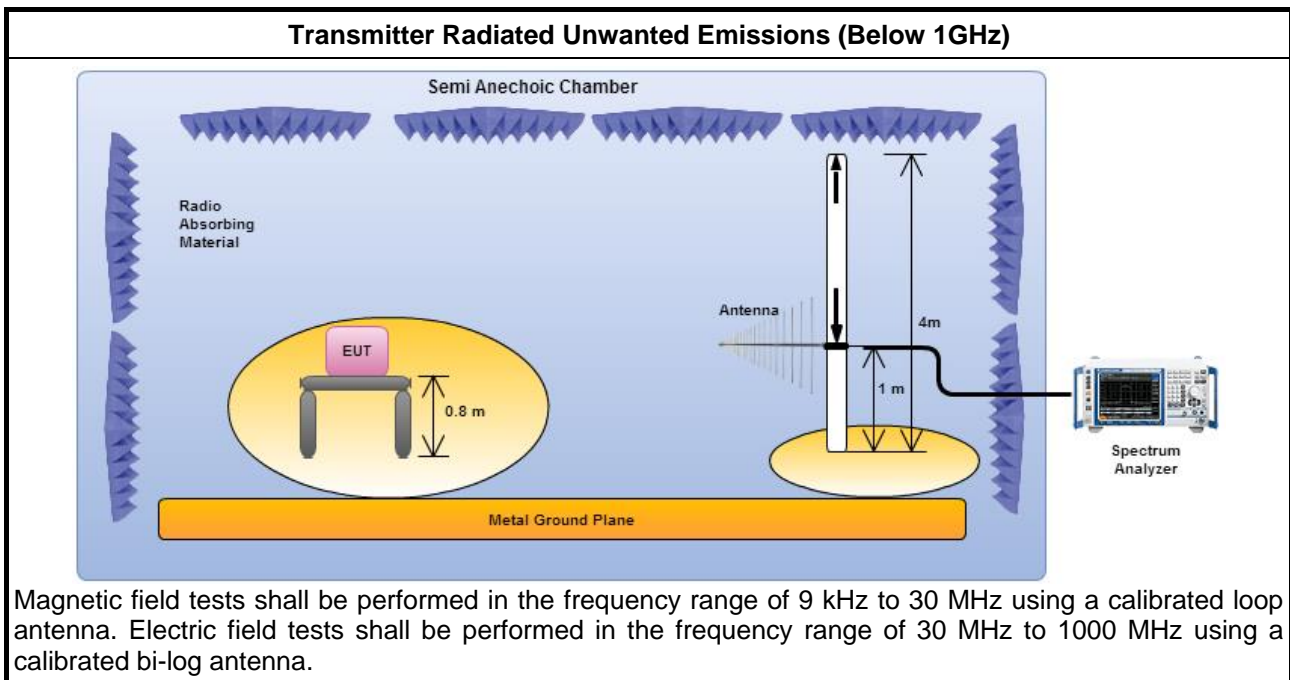 Transmitter Radiated Unwanted Emissions (Below 1GHz)
Semi Anechoic Chamber
Radio
Absorbing
Material
Antenna
4m
EUT
1 m
0.8 m
Spectrum
Analyzer
Metal Ground Plane
Magnetic field tests shall be performed in the frequency range of 9 kHz to 30 MHz using a calibrated loop
antenna. Electric field tests shall be performed in the frequency range of 30 MHz to 1000 MHz using a
calibrated bi-log antenna.